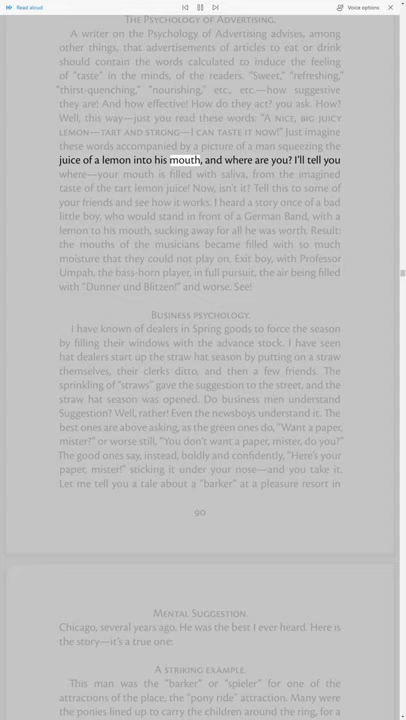 Read aloud
Voice options
The Psychology of Advertising.
A writer on the Psychology of Advertising advises, among
other things, that advertisements of articles to eat or drink
should contain the words calculated to induce the feeling
of "taste" in the minds, of the readers. "Sweet," "refreshing,"
"thirst-quenching," "nourishing," etc., etc.—how suggestive
they are! And how effective! How do they act? you ask. How?
Well, this way—just you read these words: "A nice, big juicy
lemon—tart and strong—I can taste it now!" Just imagine
these words accompanied by a picture of a man squeezing the
juice of a lemon into his mouth, and where are you? I'll tell you
where—your mouth is filled with saliva, from the imagined
taste of the tart lemon juice! Now, isn't it? Tell this to some of
your friends and see how it works. I heard a story once of a bad
little boy, who would stand in front of a German Band, with a
lemon to his mouth, sucking away for all he was worth. Result:
the mouths of the musicians became filled with so much
moisture that they could not play on. Exit boy, with Professor
Umpah, the bass-horn player, in full pursuit, the air being filled
with "Dunner und Blitzen!" and worse. See!
Business psychology.
I have known of dealers in Spring goods to force the season
by filling their windows with the advance stock. I have seen
hat dealers start up the straw hat season by putting on a straw
themselves, their clerks ditto, and then a few friends. The
sprinkling of "straws" gave the suggestion to the street, and the
straw hat season was opened. Do business men understand
Suggestion? Well, rather! Even the newsboys understand it. The
best ones are above asking, as the green ones do, "Want a paper,
mister?" or worse still, "You don't want a paper, mister, do you?"
The good ones say, instead, boldly and confidently, "Here's your
paper, mister!" sticking it under your nose—and you take it.
Let me tell you a tale about a "barker" at a pleasure resort in
90
Mental Suggestion.
Chicago, several years ago. He was the best I ever heard. Here is
the story—it's a true one:
A striking example.
This man was the "barker" or "spieler" for one of the
attractions of the place, the "pony ride" attraction. Many were
the ponies lined up to carry the children around the ring, for a